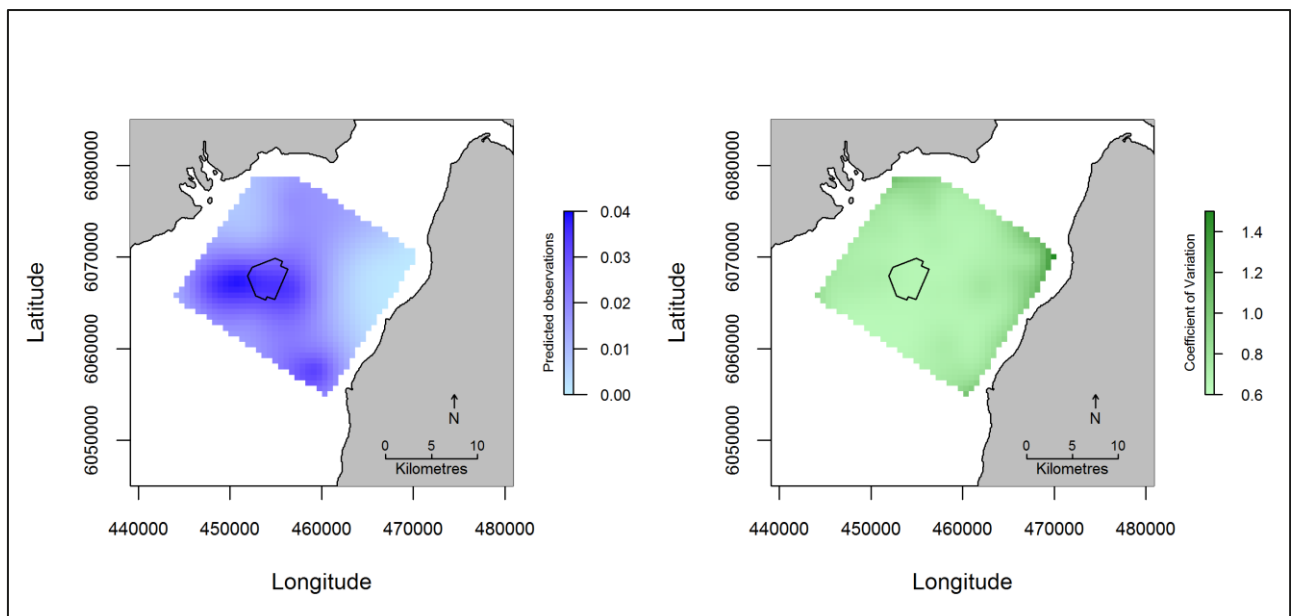 Latitude
6050000 6060000 6070000 6080000
440000 450000 460000 470000 480000
Longitude
N
0 5 10
Kilometres
Predicted observations
0.04
0.03
0.02
0.01
0.00
Latitude
6050000 6060000 6070000 6080000
440000 450000 460000 470000 480000
Longitude
N
0 5 10
Kilometres
Coefficient of Variation
1.4
1.2
1.0
0.8
0.6